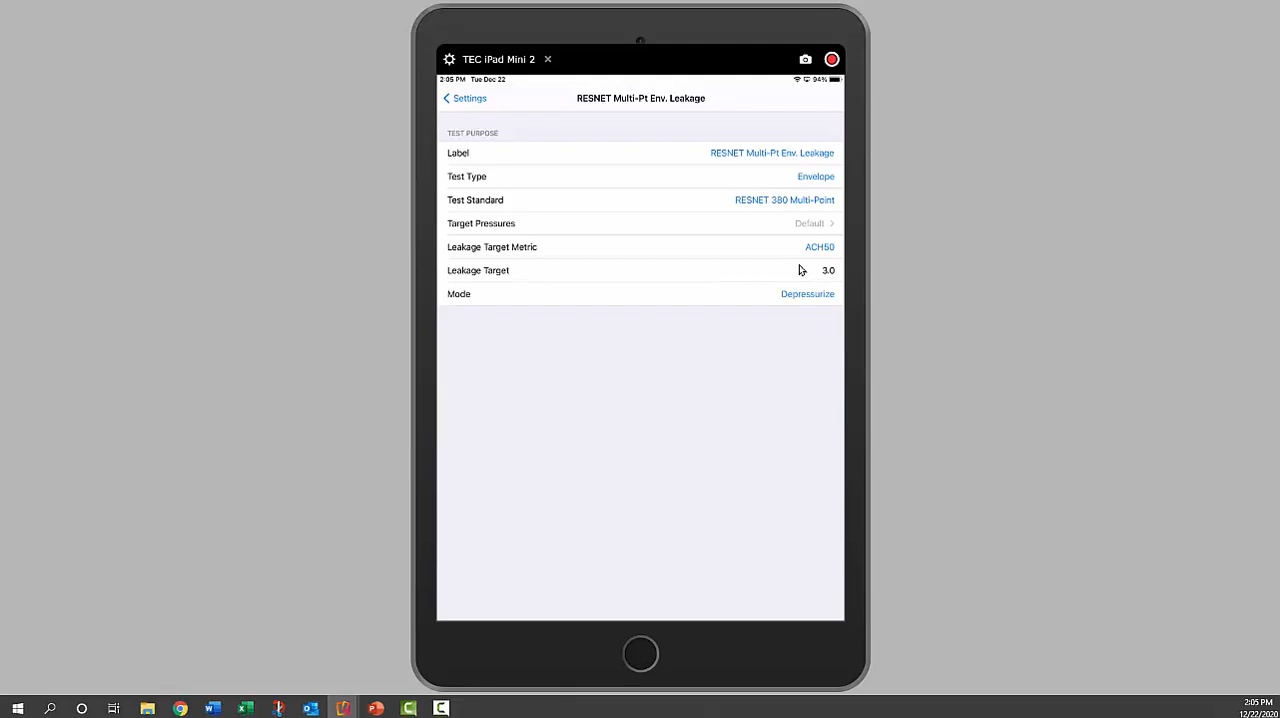 TEC iPad Mini 2 ×
2:05 PM Tue Dec 22 94%
Settings RESNET Multi-Pt Env. Leakage
TEST PURPOSE
Label RESNET Multi-Pt Env. Leakage
Test Type Envelope
Test Standard RESNET 380 Multi-Point
Target Pressures Default
Leakage Target Metric ACH50
Leakage Target 3.0
Mode Depressurize
2:05 PM
12/22/2020